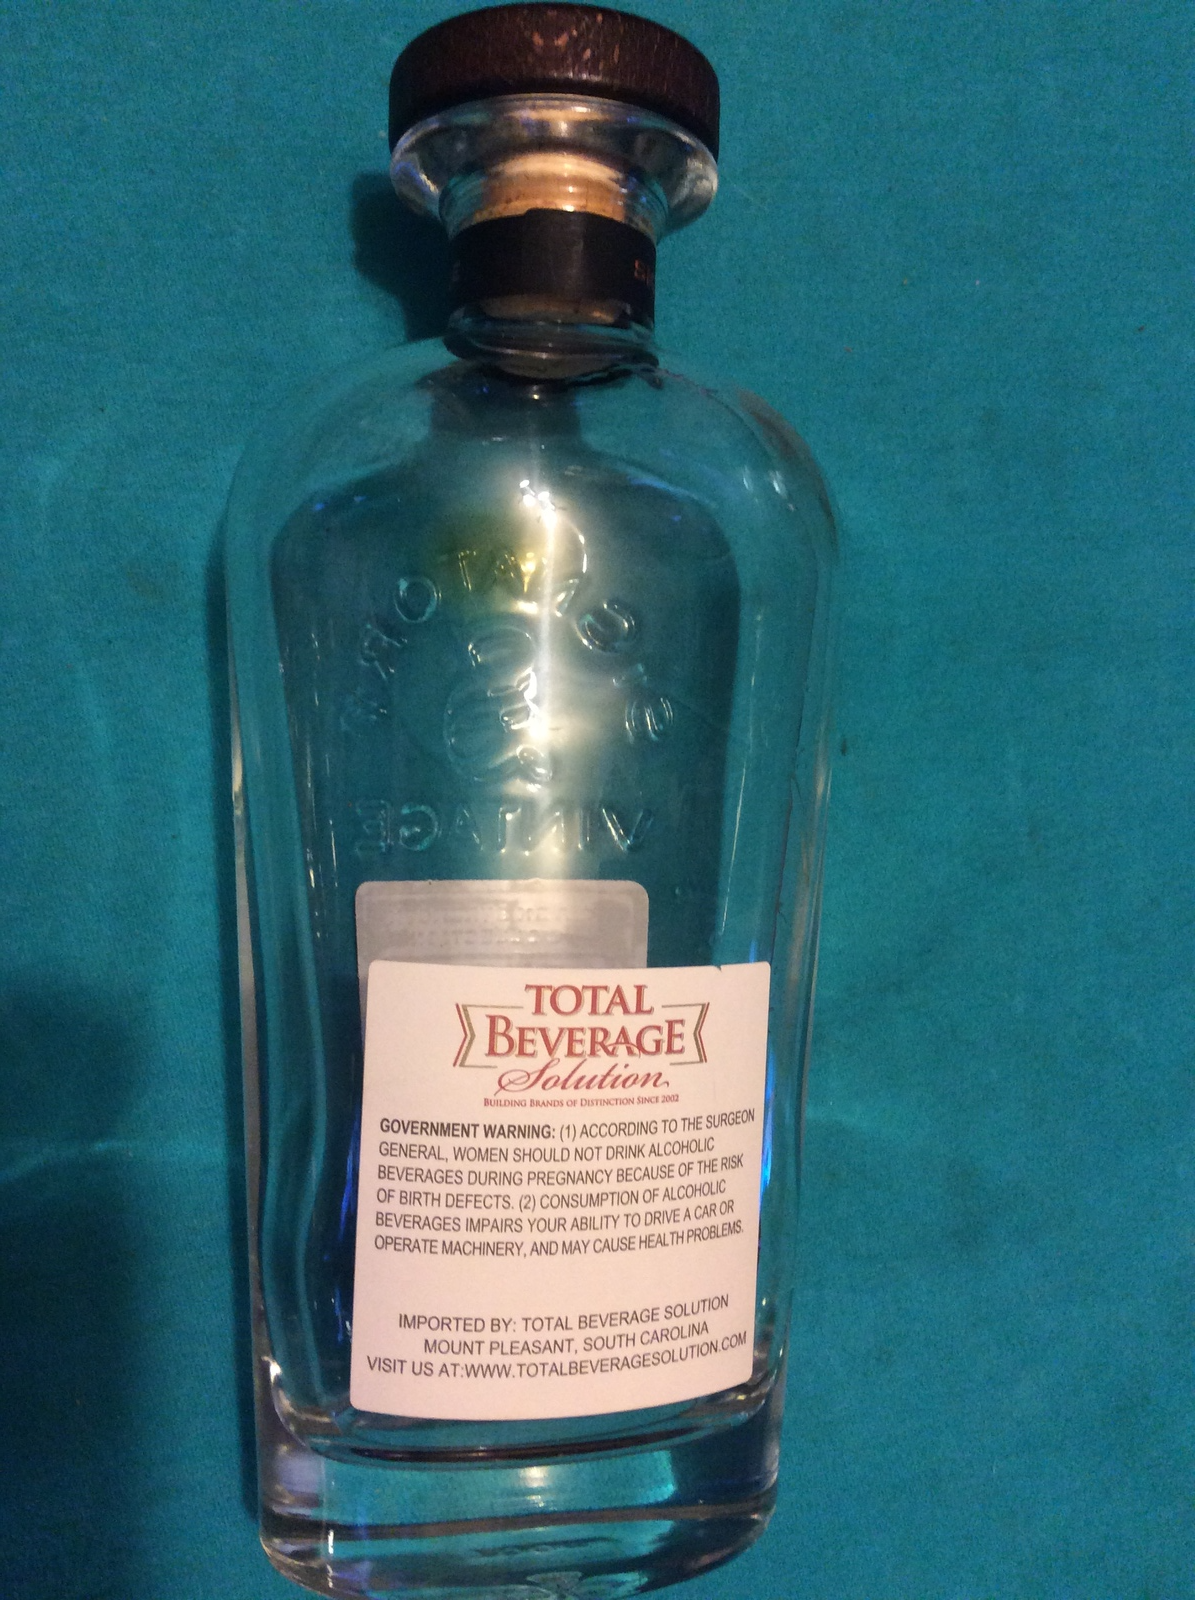 SIGNATORY
VINTAGE
TOTAL
BEVERAGE
Solution
BUILDING BRANDS OF DISTINCTION SINCE 2002
GOVERNMENT WARNING: (1) ACCORDING TO THE SURGEON
GENERAL, WOMEN SHOULD NOT DRINK ALCOHOLIC
BEVERAGES DURING PREGNANCY BECAUSE OF THE RISK
OF BIRTH DEFECTS. (2) CONSUMPTION OF ALCOHOLIC
BEVERAGES IMPAIRS YOUR ABILITY TO DRIVE A CAR OR
OPERATE MACHINERY, AND MAY CAUSE HEALTH PROBLEMS.
IMPORTED BY: TOTAL BEVERAGE SOLUTION
MOUNT PLEASANT, SOUTH CAROLINA
VISIT US AT:WWW.TOTALBEVERAGESOLUTION.COM